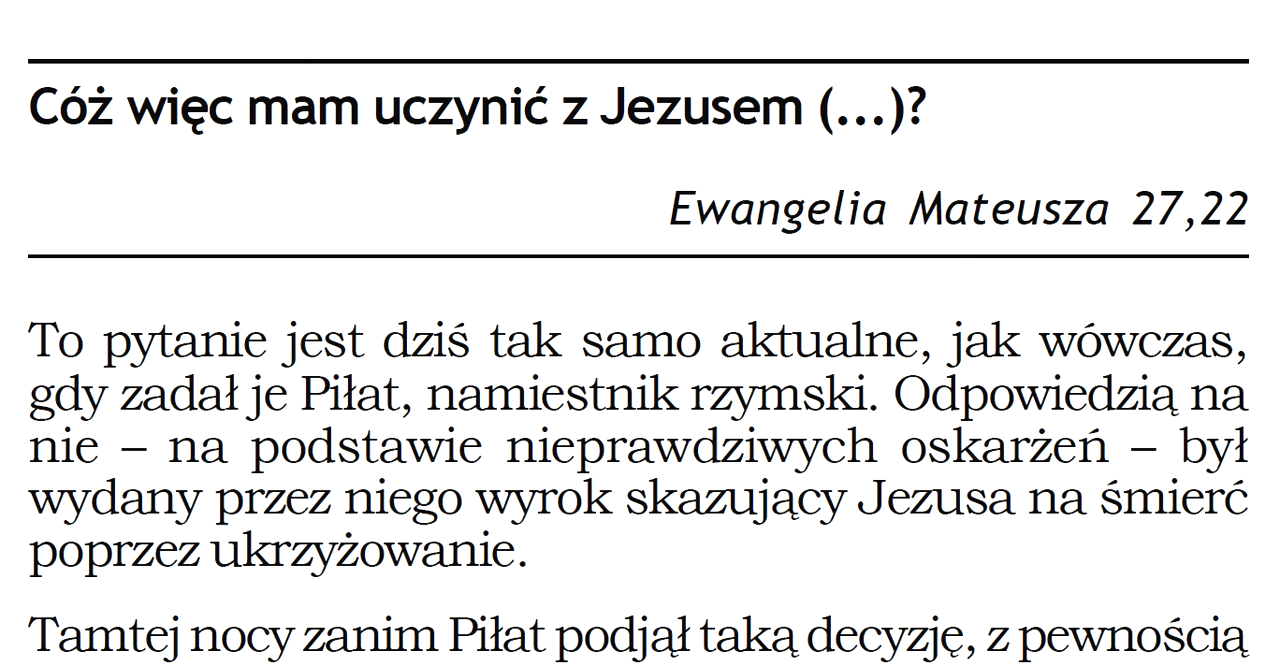 Cóż więc mam uczynić z Jezusem (...)?
Ewangelia Mateusza 27,22
To pytanie jest dziś tak samo aktualne, jak wówczas,
gdy zadał je Piłat, namiestnik rzymski. Odpowiedzią na
nie – na podstawie nieprawdziwych oskarżeń – był
wydany przez niego wyrok skazujący Jezusa na śmierć
poprzez ukrzyżowanie.
Tamtej nocy zanim Piłat podjął taką decyzję, z pewnością